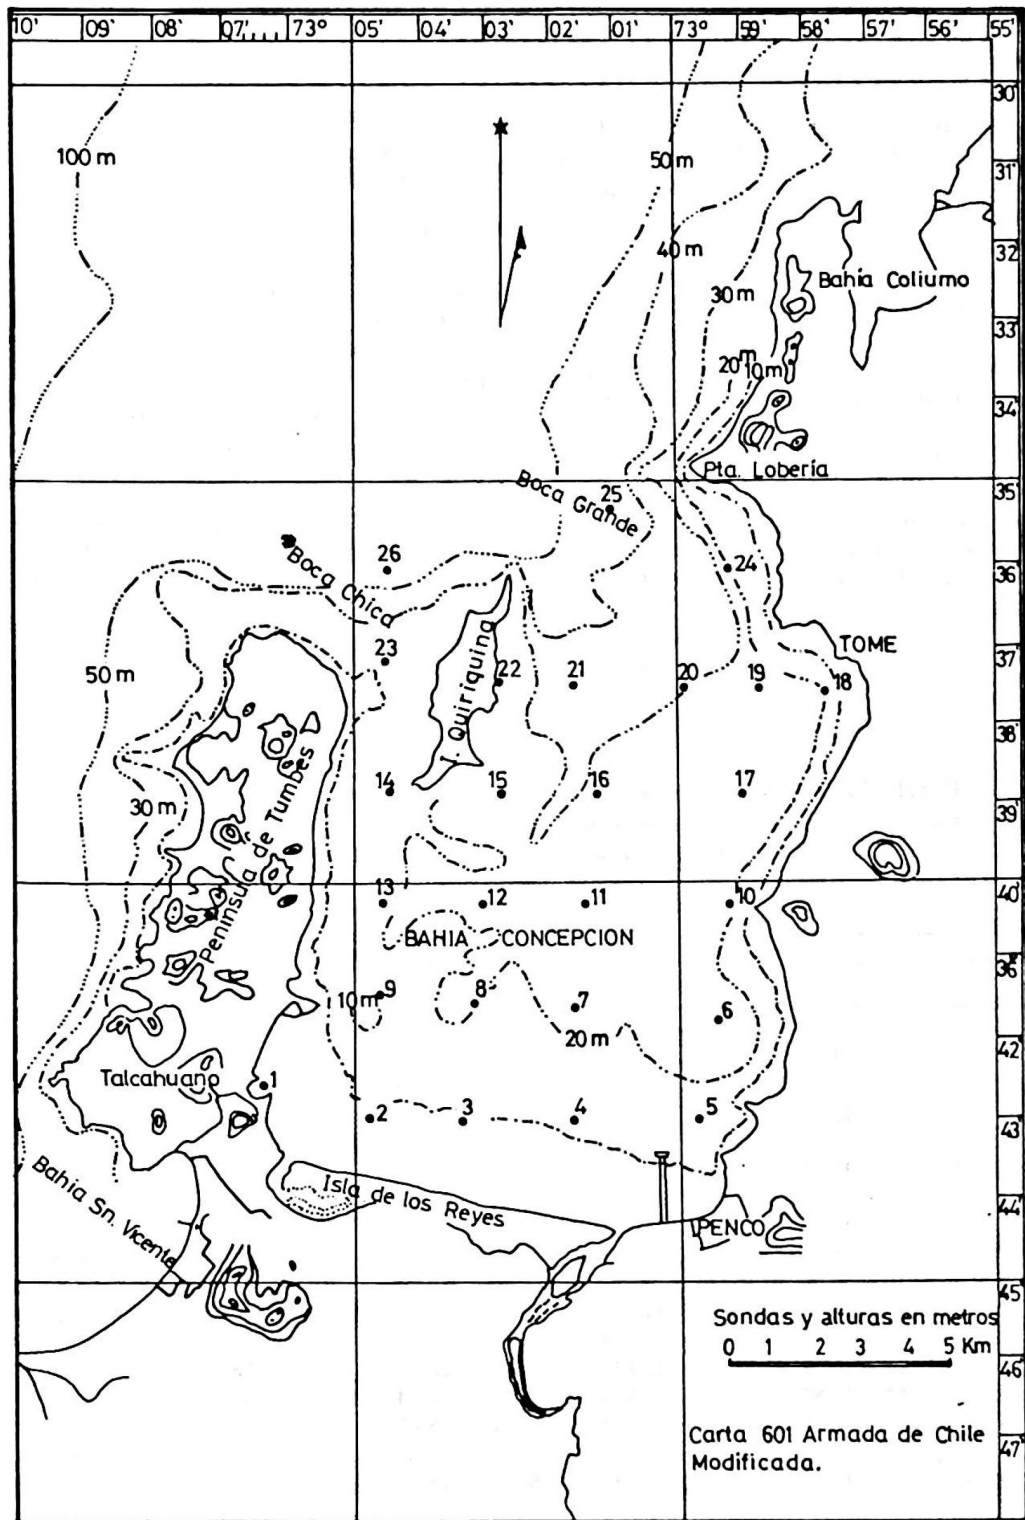 10' 09' 08' 07' 73° 05' 04' 03' 02' 01' 73° 59' 58' 57' 56' 55'
30'
100 m
50 m
31'
40 m
32'
Bahía Coliumo
30 m
33'
20 m
10 m
34'
Pta. Lobería
35'
Boca Grande
25
Boca Chica
26
24
36'
23
TOME
37'
50 m
22
21
20
19
18
I. Quiriquina
38'
14
15
16
17
30 m
39'
Península de Tumbes
40'
13
12
11
10
BAHIA CONCEPCION
36°
10 m
9
8
7
6
20 m
42'
Talcahuano
1
2
3
4
5
43'
Bahía Sn. Vicente
Isla de los Reyes
44'
PENCO
45'
Sondas y alturas en metros
0 1 2 3 4 5 Km
46'
Carta 601 Armada de Chile
Modificada.
47'